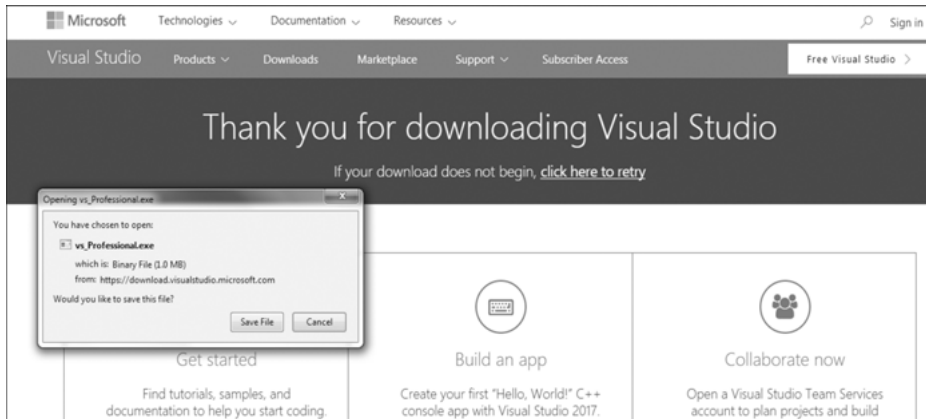 Microsoft Technologies Documentation Resources Sign in
Visual Studio Products Downloads Marketplace Support Subscriber Access Free Visual Studio
Thank you for downloading Visual Studio
If your download does not begin, click here to retry
Opening vs_Professional.exe
You have chosen to open:
vs_Professional.exe
which is: Binary File (1.0 MB)
from: https://download.visualstudio.microsoft.com
Would you like to save this file?
Save File Cancel
Get started
Find tutorials, samples, and
documentation to help you start coding.
Build an app
Create your first "Hello, World!" C++
console app with Visual Studio 2017.
Collaborate now
Open a Visual Studio Team Services
account to plan projects and build